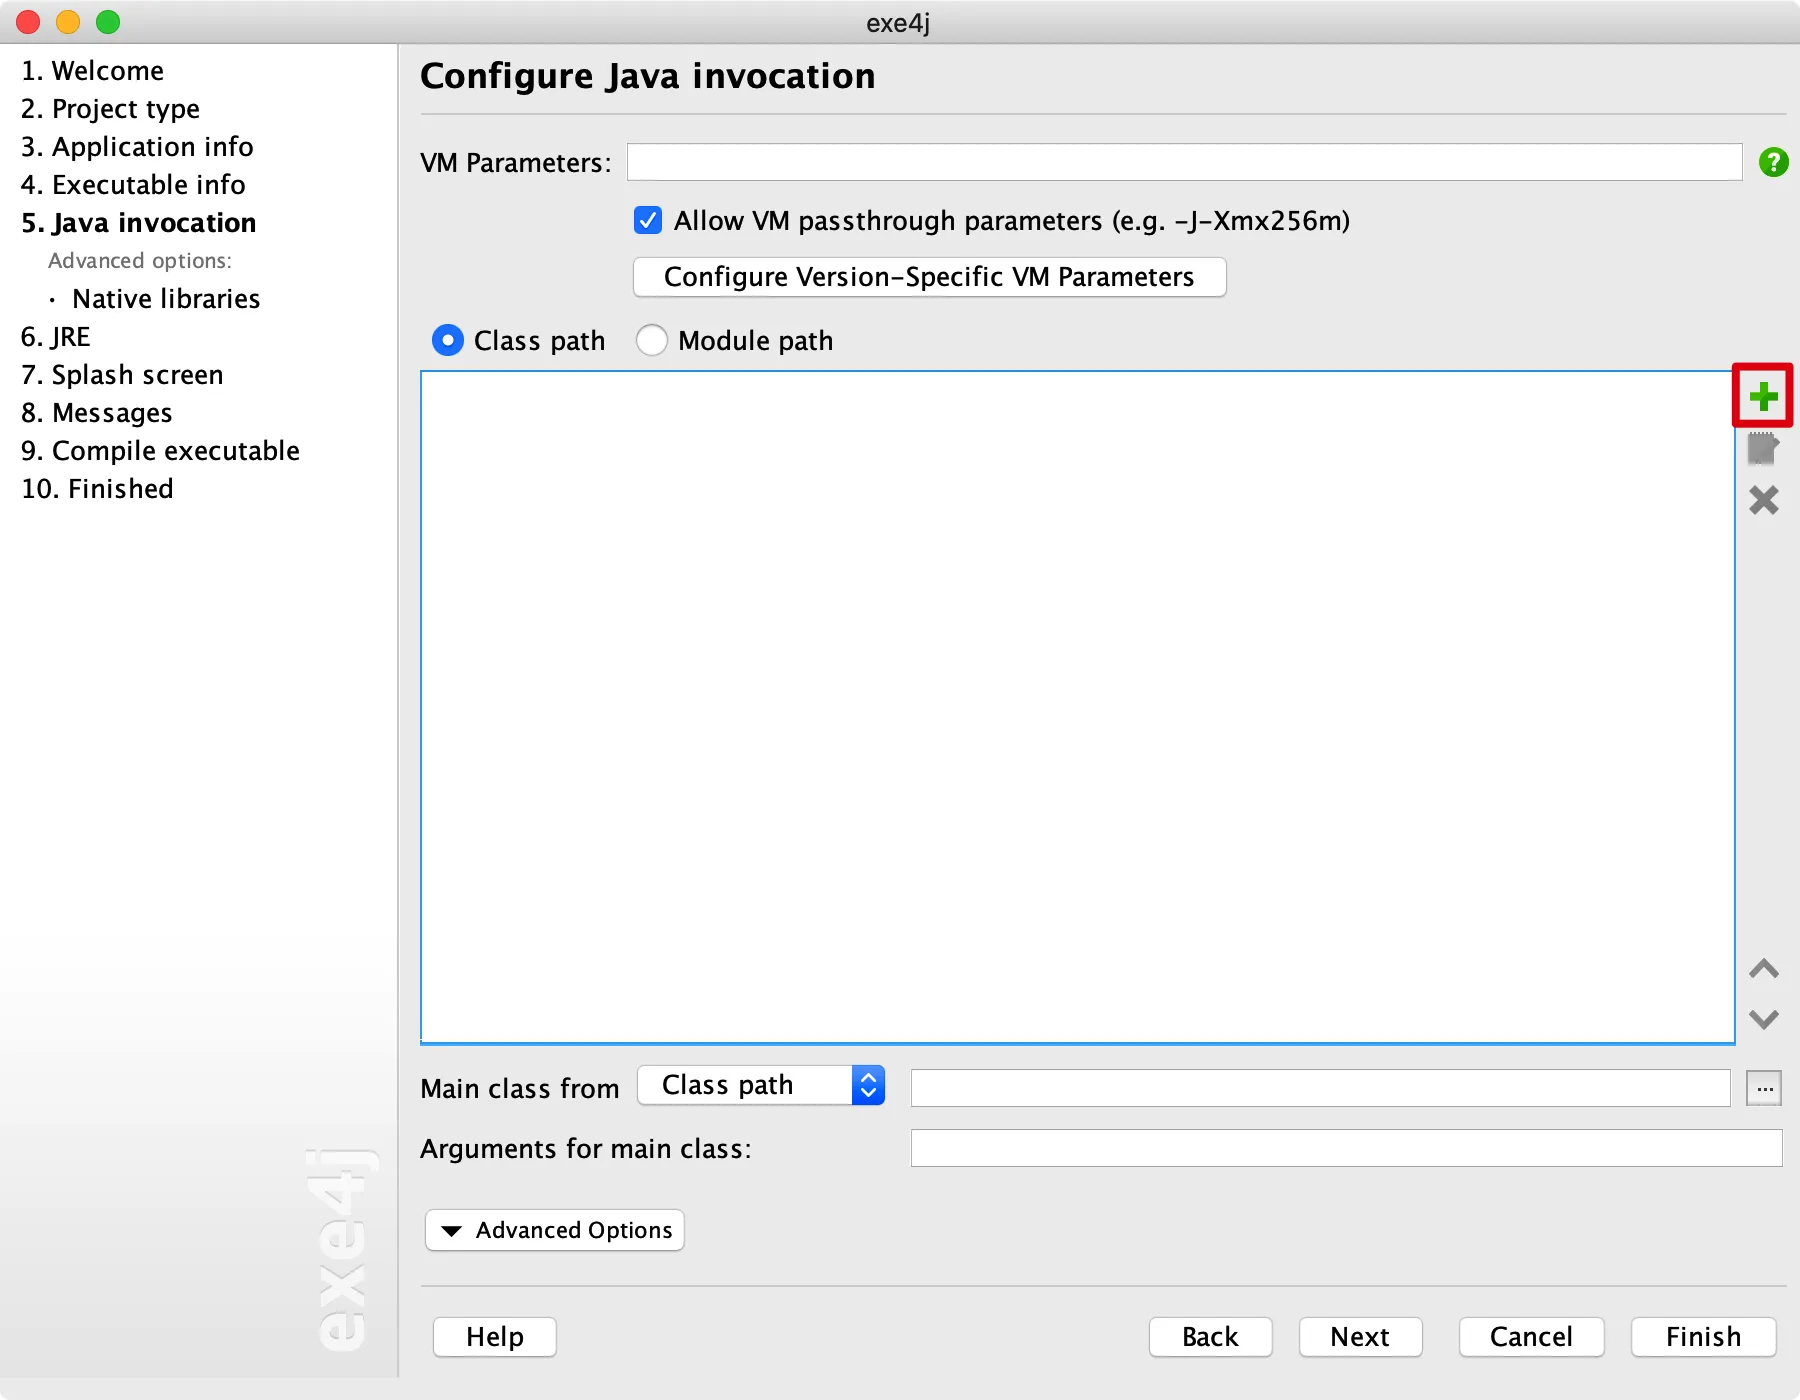 exe4j
1. Welcome
2. Project type
3. Application info
4. Executable info
5. Java invocation
Advanced options:
· Native libraries
6. JRE
7. Splash screen
8. Messages
9. Compile executable
10. Finished
exe4j
Configure Java invocation
VM Parameters:
?
Allow VM passthrough parameters (e.g. -J-Xmx256m)
Configure Version-Specific VM Parameters
Class path Module path
Main class from Class path ...
Arguments for main class:
Advanced Options
Help Back Next Cancel Finish